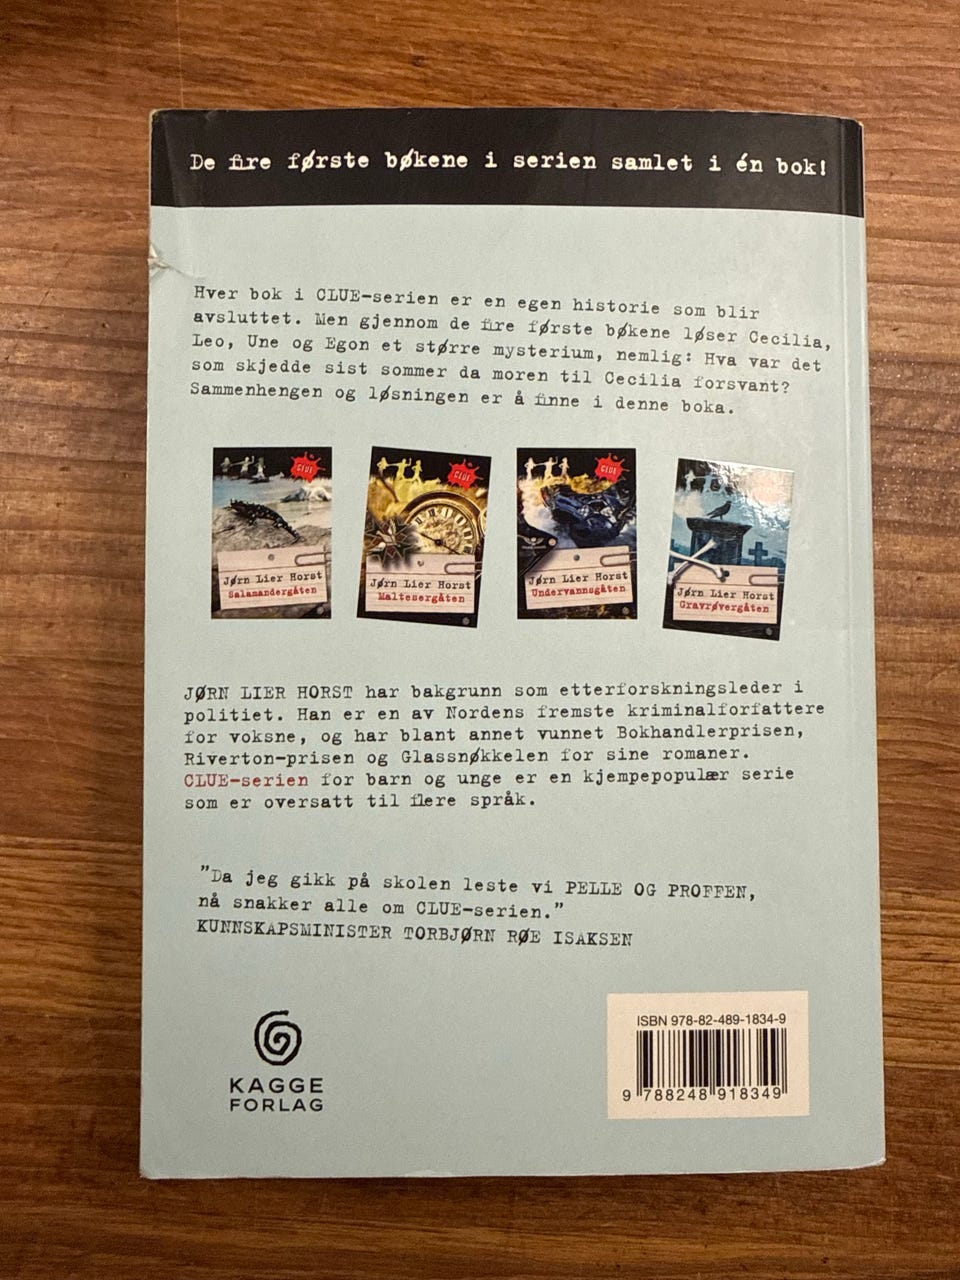 De fire første bøkene i serien samlet i én bok!
Hver bok i CLUE-serien er en egen historie som blir
avsluttet. Men gjennom de fire første bøkene løser Cecilia,
Leo, Une og Egon et større mysterium, nemlig: Hva var det
som skjedde sist sommer da moren til Cecilia forsvant?
Sammenhengen og løsningen er å finne i denne boka.
CLUE
Jørn Lier Horst
Salamandergåten
CLUE
Jørn Lier Horst
Maltesergåten
CLUE
Jørn Lier Horst
Undervannsgåten
Jørn Lier Horst
Gravrøvergåten
JØRN LIER HORST har bakgrunn som etterforskningsleder i
politiet. Han er en av Nordens fremste kriminalforfattere
for voksne, og har blant annet vunnet Bokhandlerprisen,
Riverton-prisen og Glassnøkkelen for sine romaner.
CLUE-serien for barn og unge er en kjempepopulær serie
som er oversatt til flere språk.
"Da jeg gikk på skolen leste vi PELLE OG PROFFEN,
nå snakker alle om CLUE-serien."
KUNNSKAPSMINISTER TORBJØRN RØE ISAKSEN
KAGGE
FORLAG
ISBN 978-82-489-1834-9
9 788248 918349